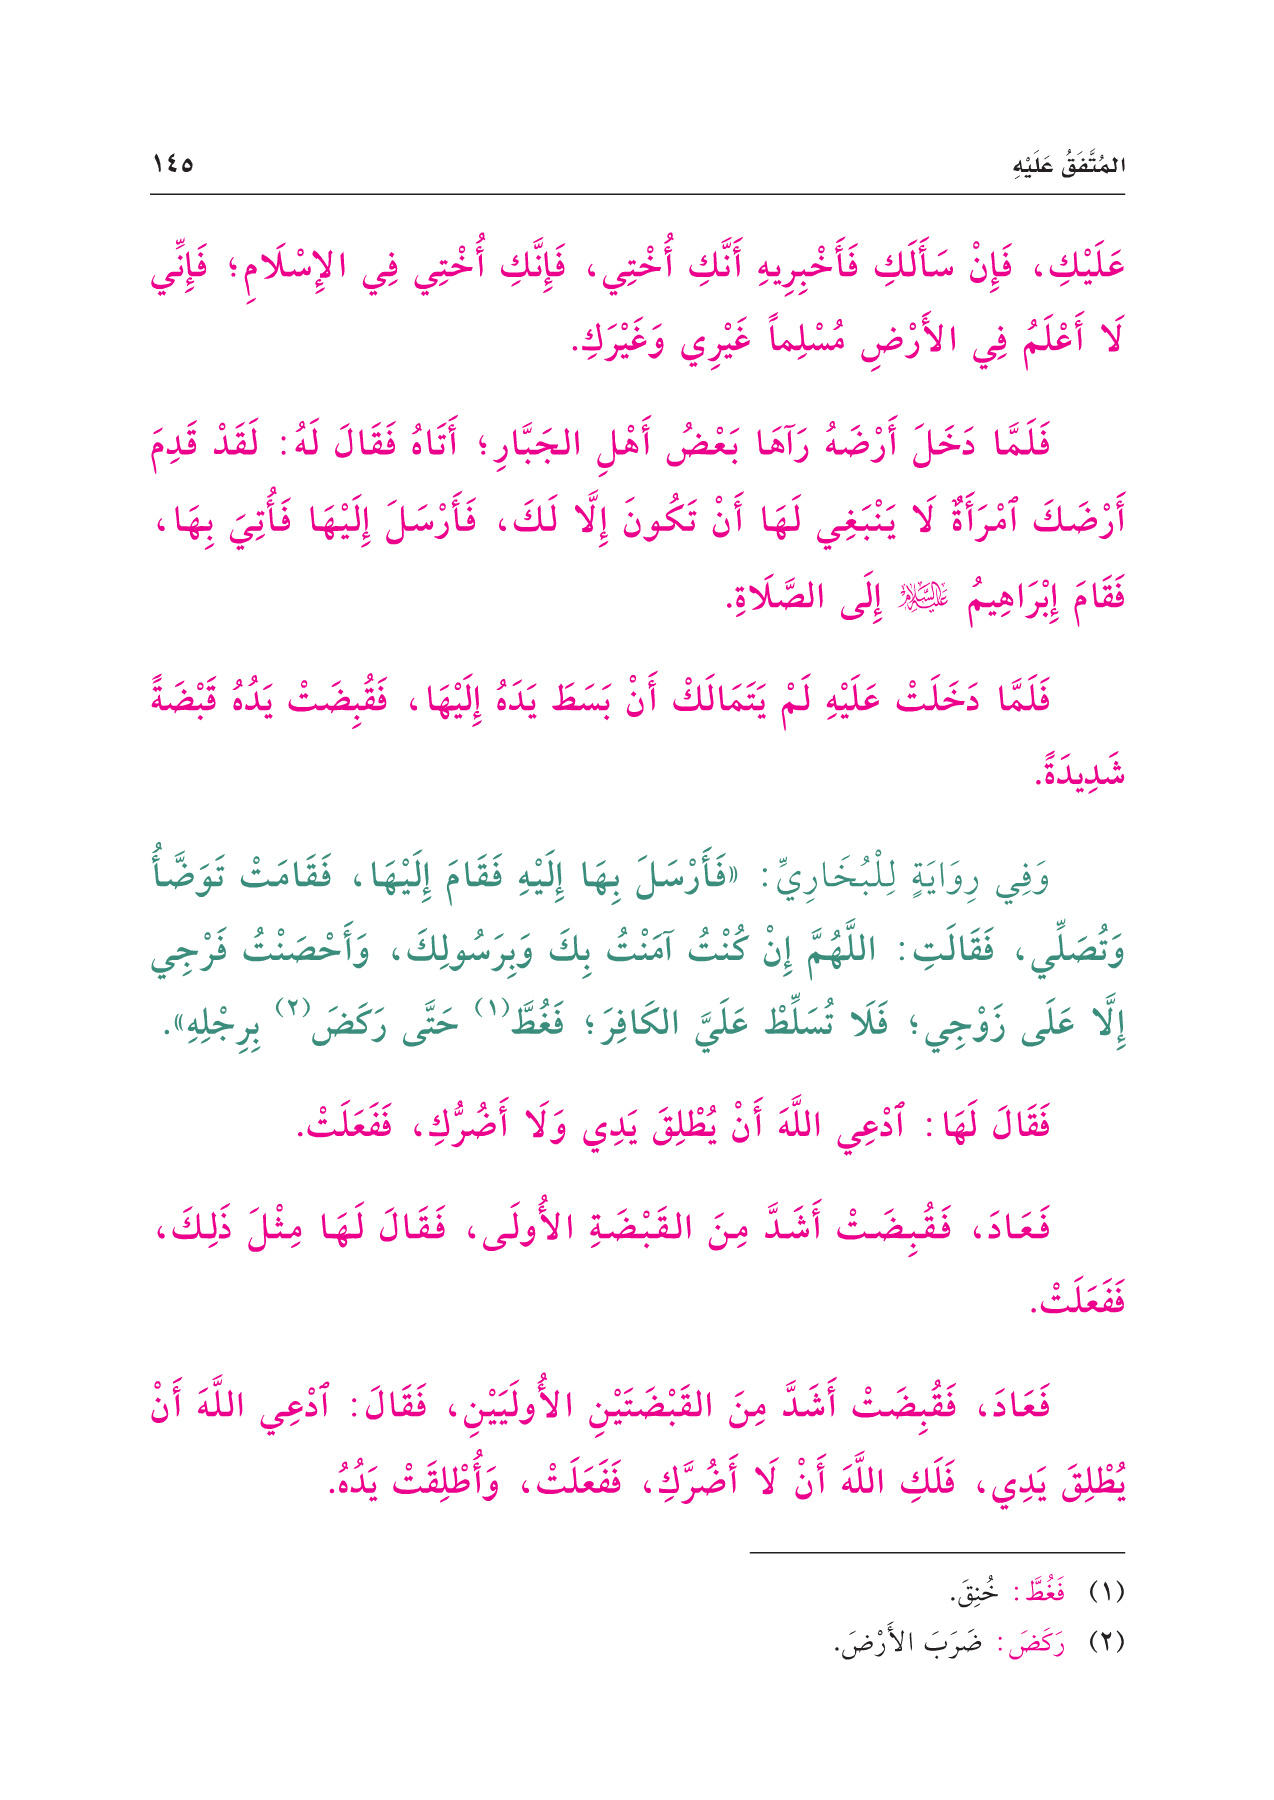 المُتَّفَقُ عَلَيْهِ ١٤٥
عَلَيْكِ، فَإِنْ سَأَلَكِ فَأَخْبِرِيهِ أَنَّكِ أُخْتِي، فَإِنَّكِ أُخْتِي فِي الإِسْلَامِ؛ فَإِنِّي
لَا أَعْلَمُ فِي الأَرْضِ مُسْلِماً غَيْرِي وَغَيْرَكِ.
فَلَمَّا دَخَلَ أَرْضَهُ رَآهَا بَعْضُ أَهْلِ الجَبَّارِ؛ أَتَاهُ فَقَالَ لَهُ: لَقَدْ قَدِمَ
أَرْضَكَ ٱمْرَأَةٌ لَا يَنْبَغِي لَهَا أَنْ تَكُونَ إِلَّا لَكَ، فَأَرْسَلَ إِلَيْهَا فَأُتِيَ بِهَا،
فَقَامَ إِبْرَاهِيمُ عَلَيْهِ السَّلَامُ إِلَى الصَّلَاةِ.
فَلَمَّا دَخَلَتْ عَلَيْهِ لَمْ يَتَمَالَكْ أَنْ بَسَطَ يَدَهُ إِلَيْهَا، فَقُبِضَتْ يَدُهُ قَبْضَةً
شَدِيدَةً.
وَفِي رِوَايَةٍ لِلْبُخَارِيِّ: «فَأَرْسَلَ بِهَا إِلَيْهِ فَقَامَ إِلَيْهَا، فَقَامَتْ تَوَضَّأُ
وَتُصَلِّي، فَقَالَتِ: اللَّهُمَّ إِنْ كُنْتُ آمَنْتُ بِكَ وَبِرَسُولِكَ، وَأَحْصَنْتُ فَرْجِي
إِلَّا عَلَى زَوْجِي؛ فَلَا تُسَلِّطْ عَلَيَّ الكَافِرَ؛ فَغُطَّ(١) حَتَّى رَكَضَ(٢) بِرِجْلِهِ».
فَقَالَ لَهَا: ٱدْعِي اللَّهَ أَنْ يُطْلِقَ يَدِي وَلَا أَضُرُّكِ، فَفَعَلَتْ.
فَعَادَ، فَقُبِضَتْ أَشَدَّ مِنَ القَبْضَةِ الأُولَى، فَقَالَ لَهَا مِثْلَ ذَلِكَ،
فَفَعَلَتْ.
فَعَادَ، فَقُبِضَتْ أَشَدَّ مِنَ القَبْضَتَيْنِ الأُولَيَيْنِ، فَقَالَ: ٱدْعِي اللَّهَ أَنْ
يُطْلِقَ يَدِي، فَلَكِ اللَّهَ أَنْ لَا أَضُرَّكِ، فَفَعَلَتْ، وَأُطْلِقَتْ يَدُهُ.
(١) فَغُطَّ: خُنِقَ.
(٢) رَكَضَ: ضَرَبَ الأَرْضَ.